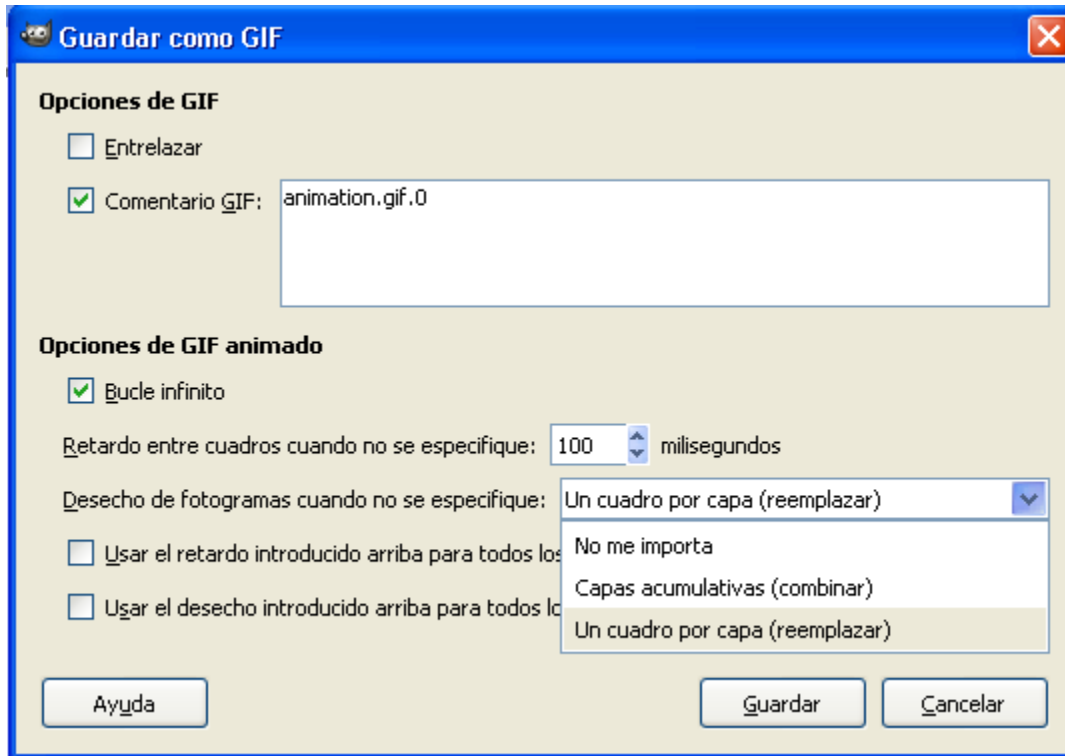 Guardar como GIF
Opciones de GIF
Entrelazar
Comentario GIF: animation.gif.0
Opciones de GIF animado
Bucle infinito
Retardo entre cuadros cuando no se especifique: 100 milisegundos
Desecho de fotogramas cuando no se especifique: Un cuadro por capa (reemplazar)
Usar el retardo introducido arriba para todos los
No me importa
Capas acumulativas (combinar)
Usar el desecho introducido arriba para todos
Un cuadro por capa (reemplazar)
Ayuda
Guardar
Cancelar